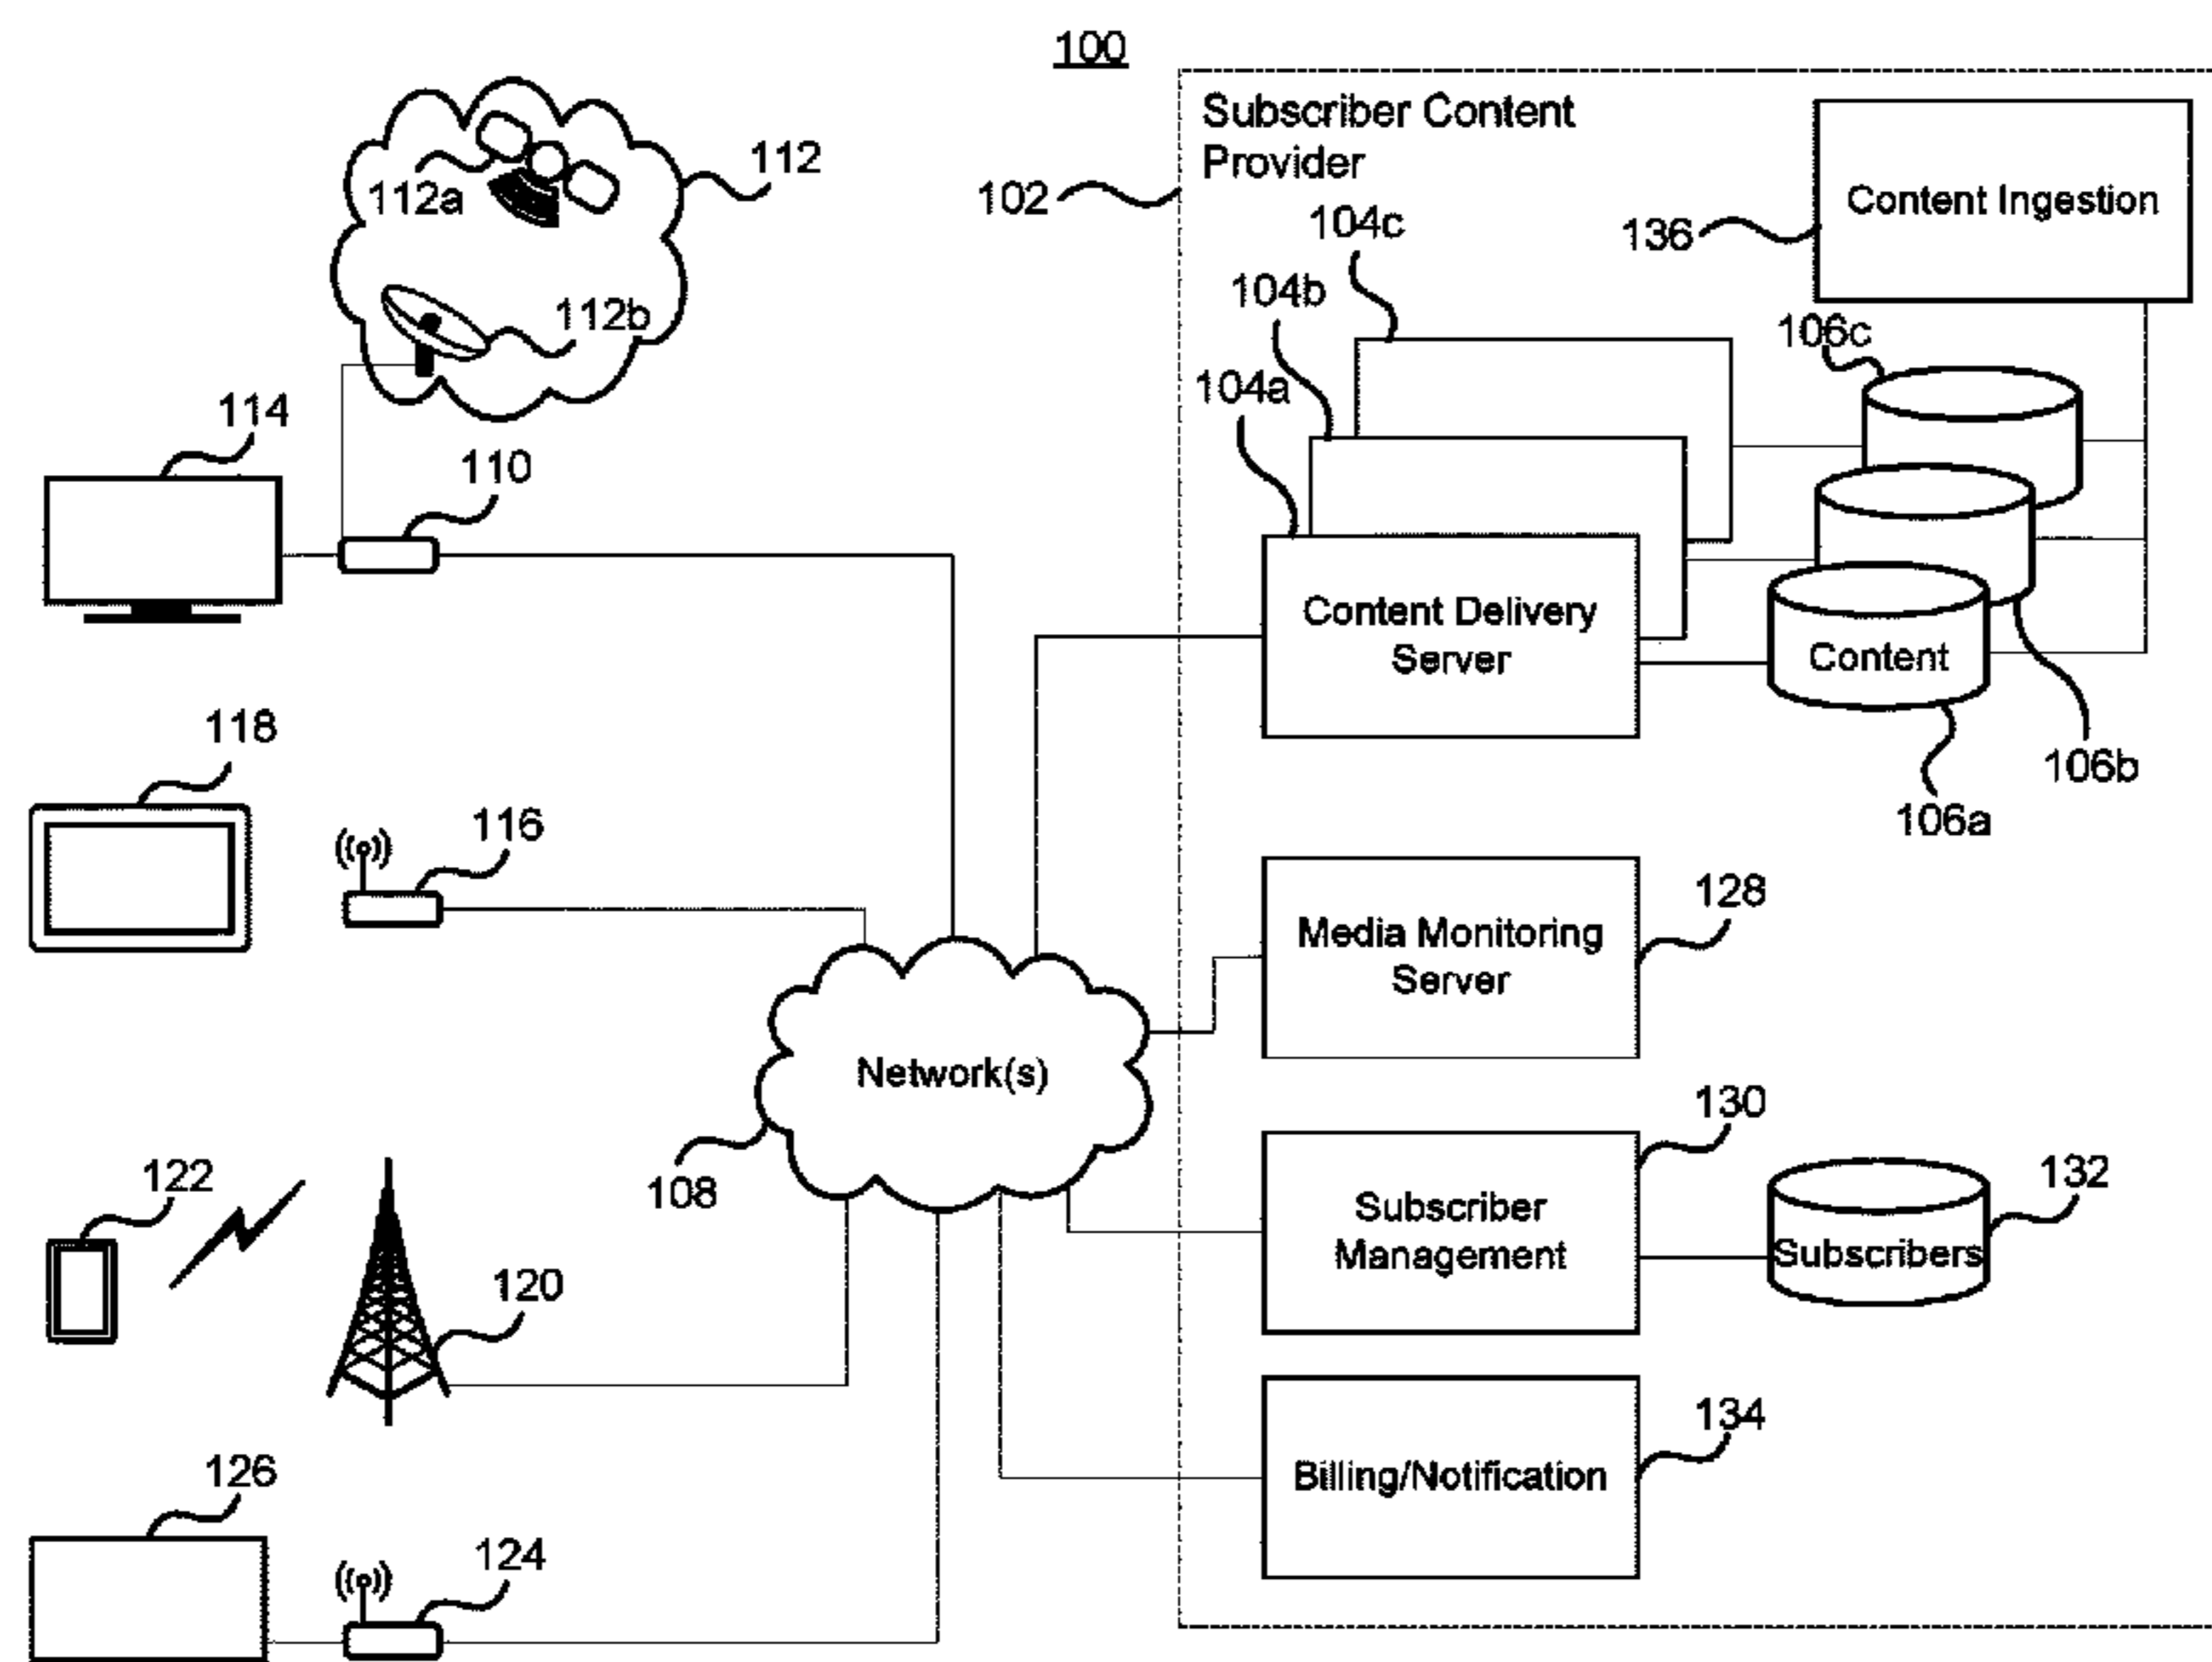 100
Subscriber Content
Provider
102
Content Ingestion
136
112
112a
112b
104c
104b
104a
106c
114
110
Content Delivery
Server
Content
106b
106a
118
116
Media Monitoring
Server
128
Network(s)
108
122
120
Subscriber
Management
130
Subscribers
132
Billing/Notification
134
126
124
((o))
((o))